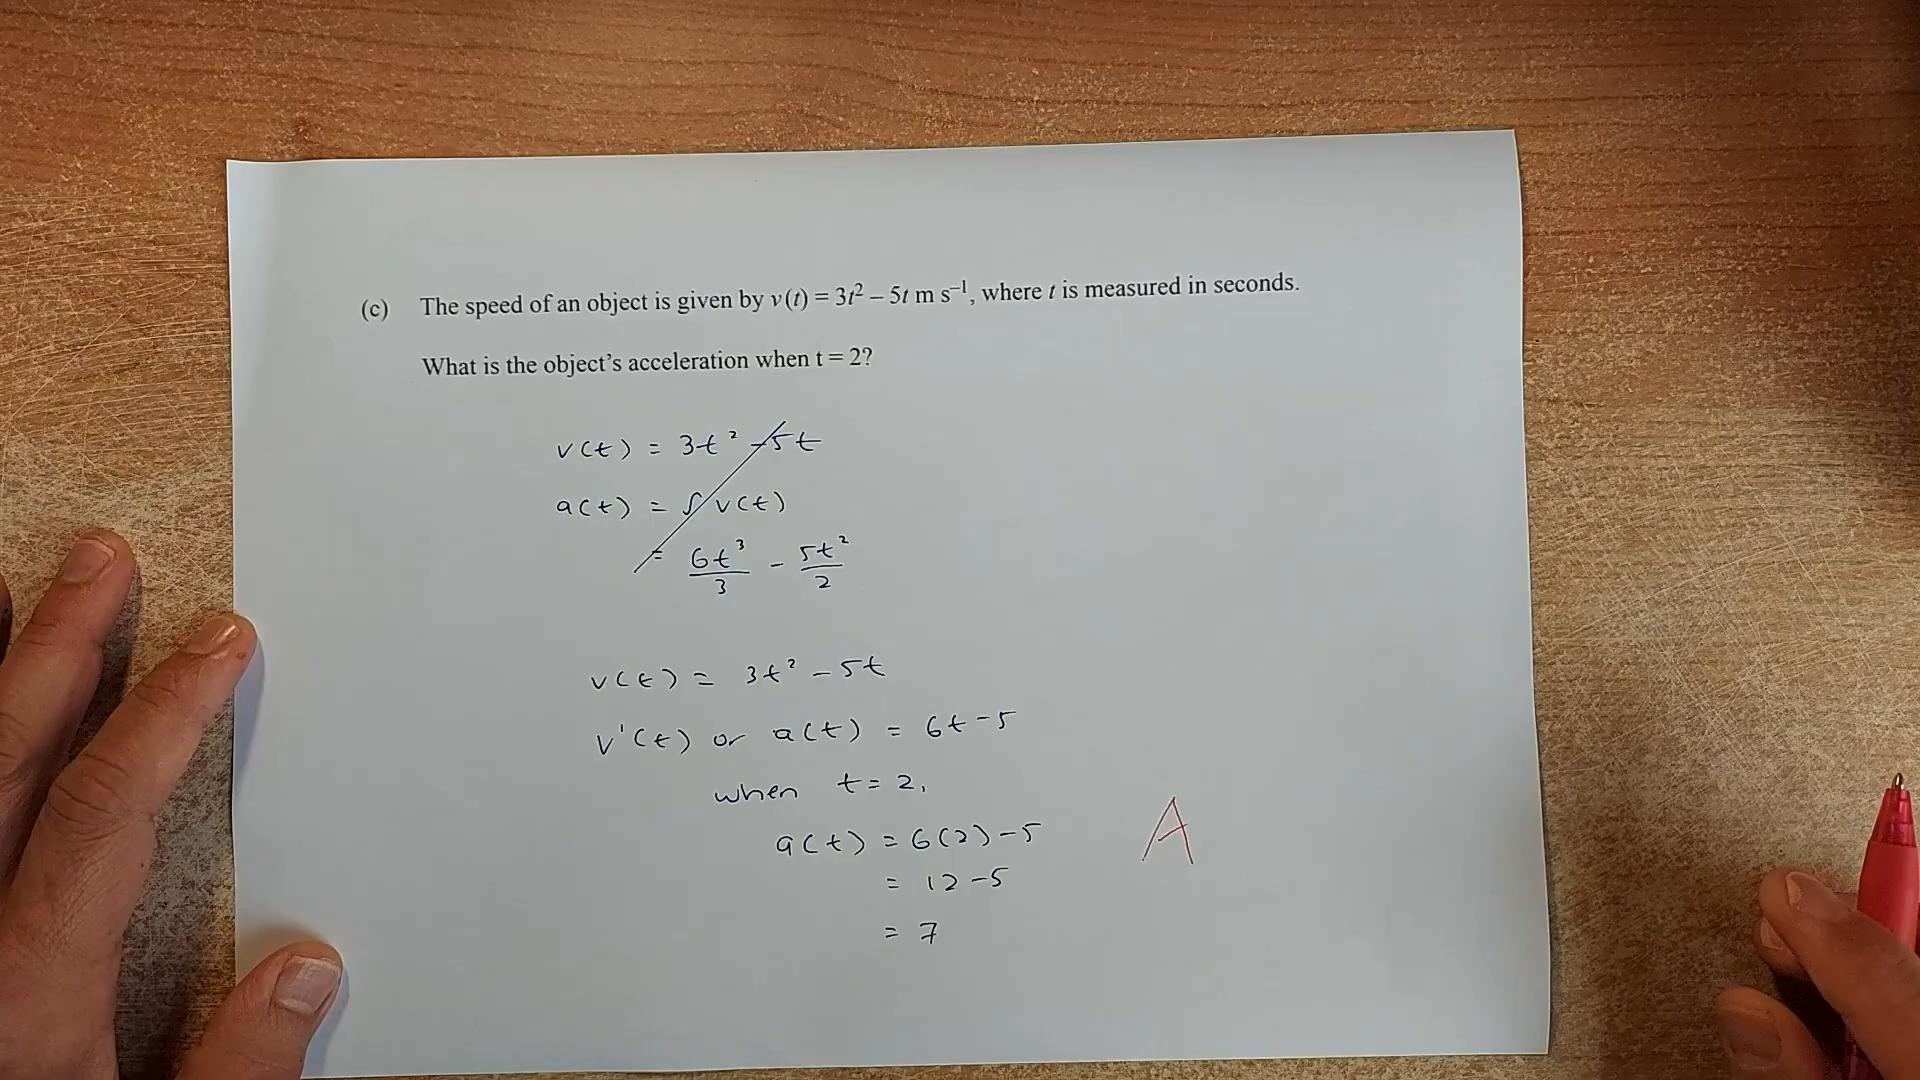 (c) The speed of an object is given by v(t) = 3t² – 5t m s⁻¹, where t is measured in seconds.
What is the object's acceleration when t = 2?
v(t) = 3t² - 5t
a(t) = ∫ v(t)
= 6t³/3 - 5t²/2
v(t) = 3t² - 5t
v'(t) or a(t) = 6t - 5
when t = 2,
a(t) = 6(2) - 5
= 12 - 5
= 7
A